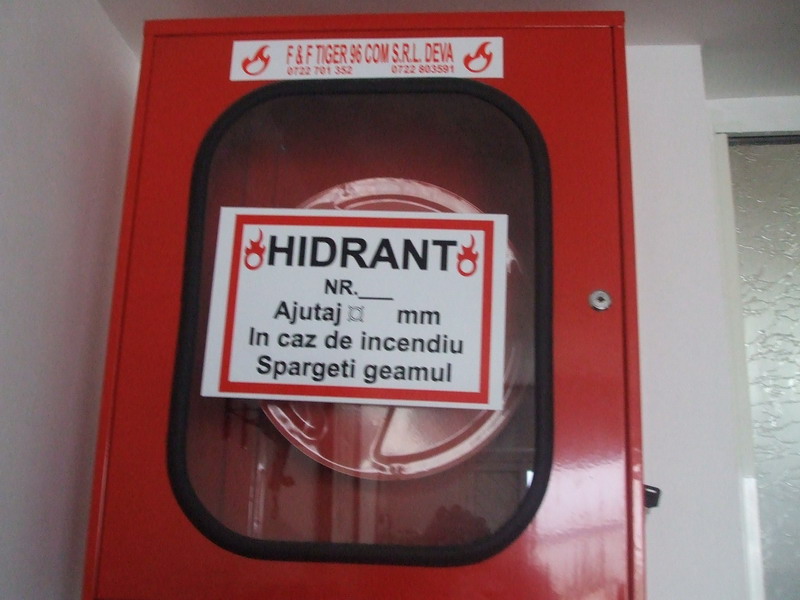 F & F TIGER 96 COM S.R.L. DEVA
0722 701 352 0722 803591
HIDRANT
NR.___
Ajutaj ¤ mm
In caz de incendiu
Spargeti geamul